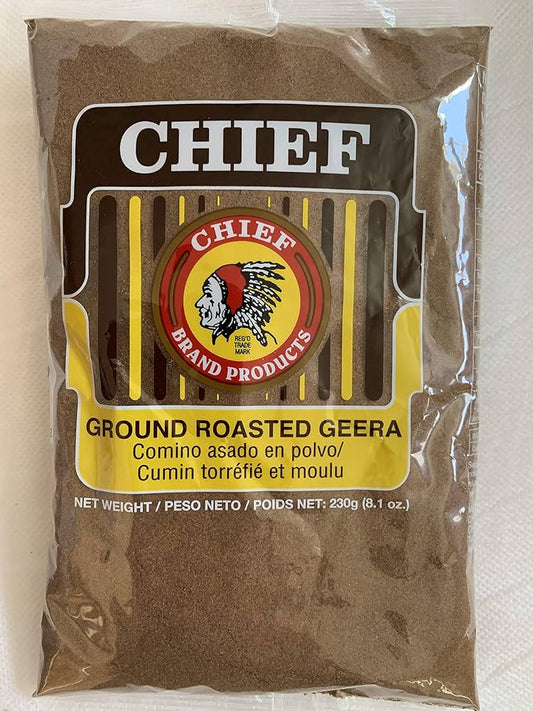 CHIEF
CHIEF
REG'D
TRADE
MARK
BRAND PRODUCTS
GROUND ROASTED GEERA
Comino asado en polvo/
Cumin torréfié et moulu
NET WEIGHT / PESO NETO / POIDS NET: 230g (8.1 oz.)